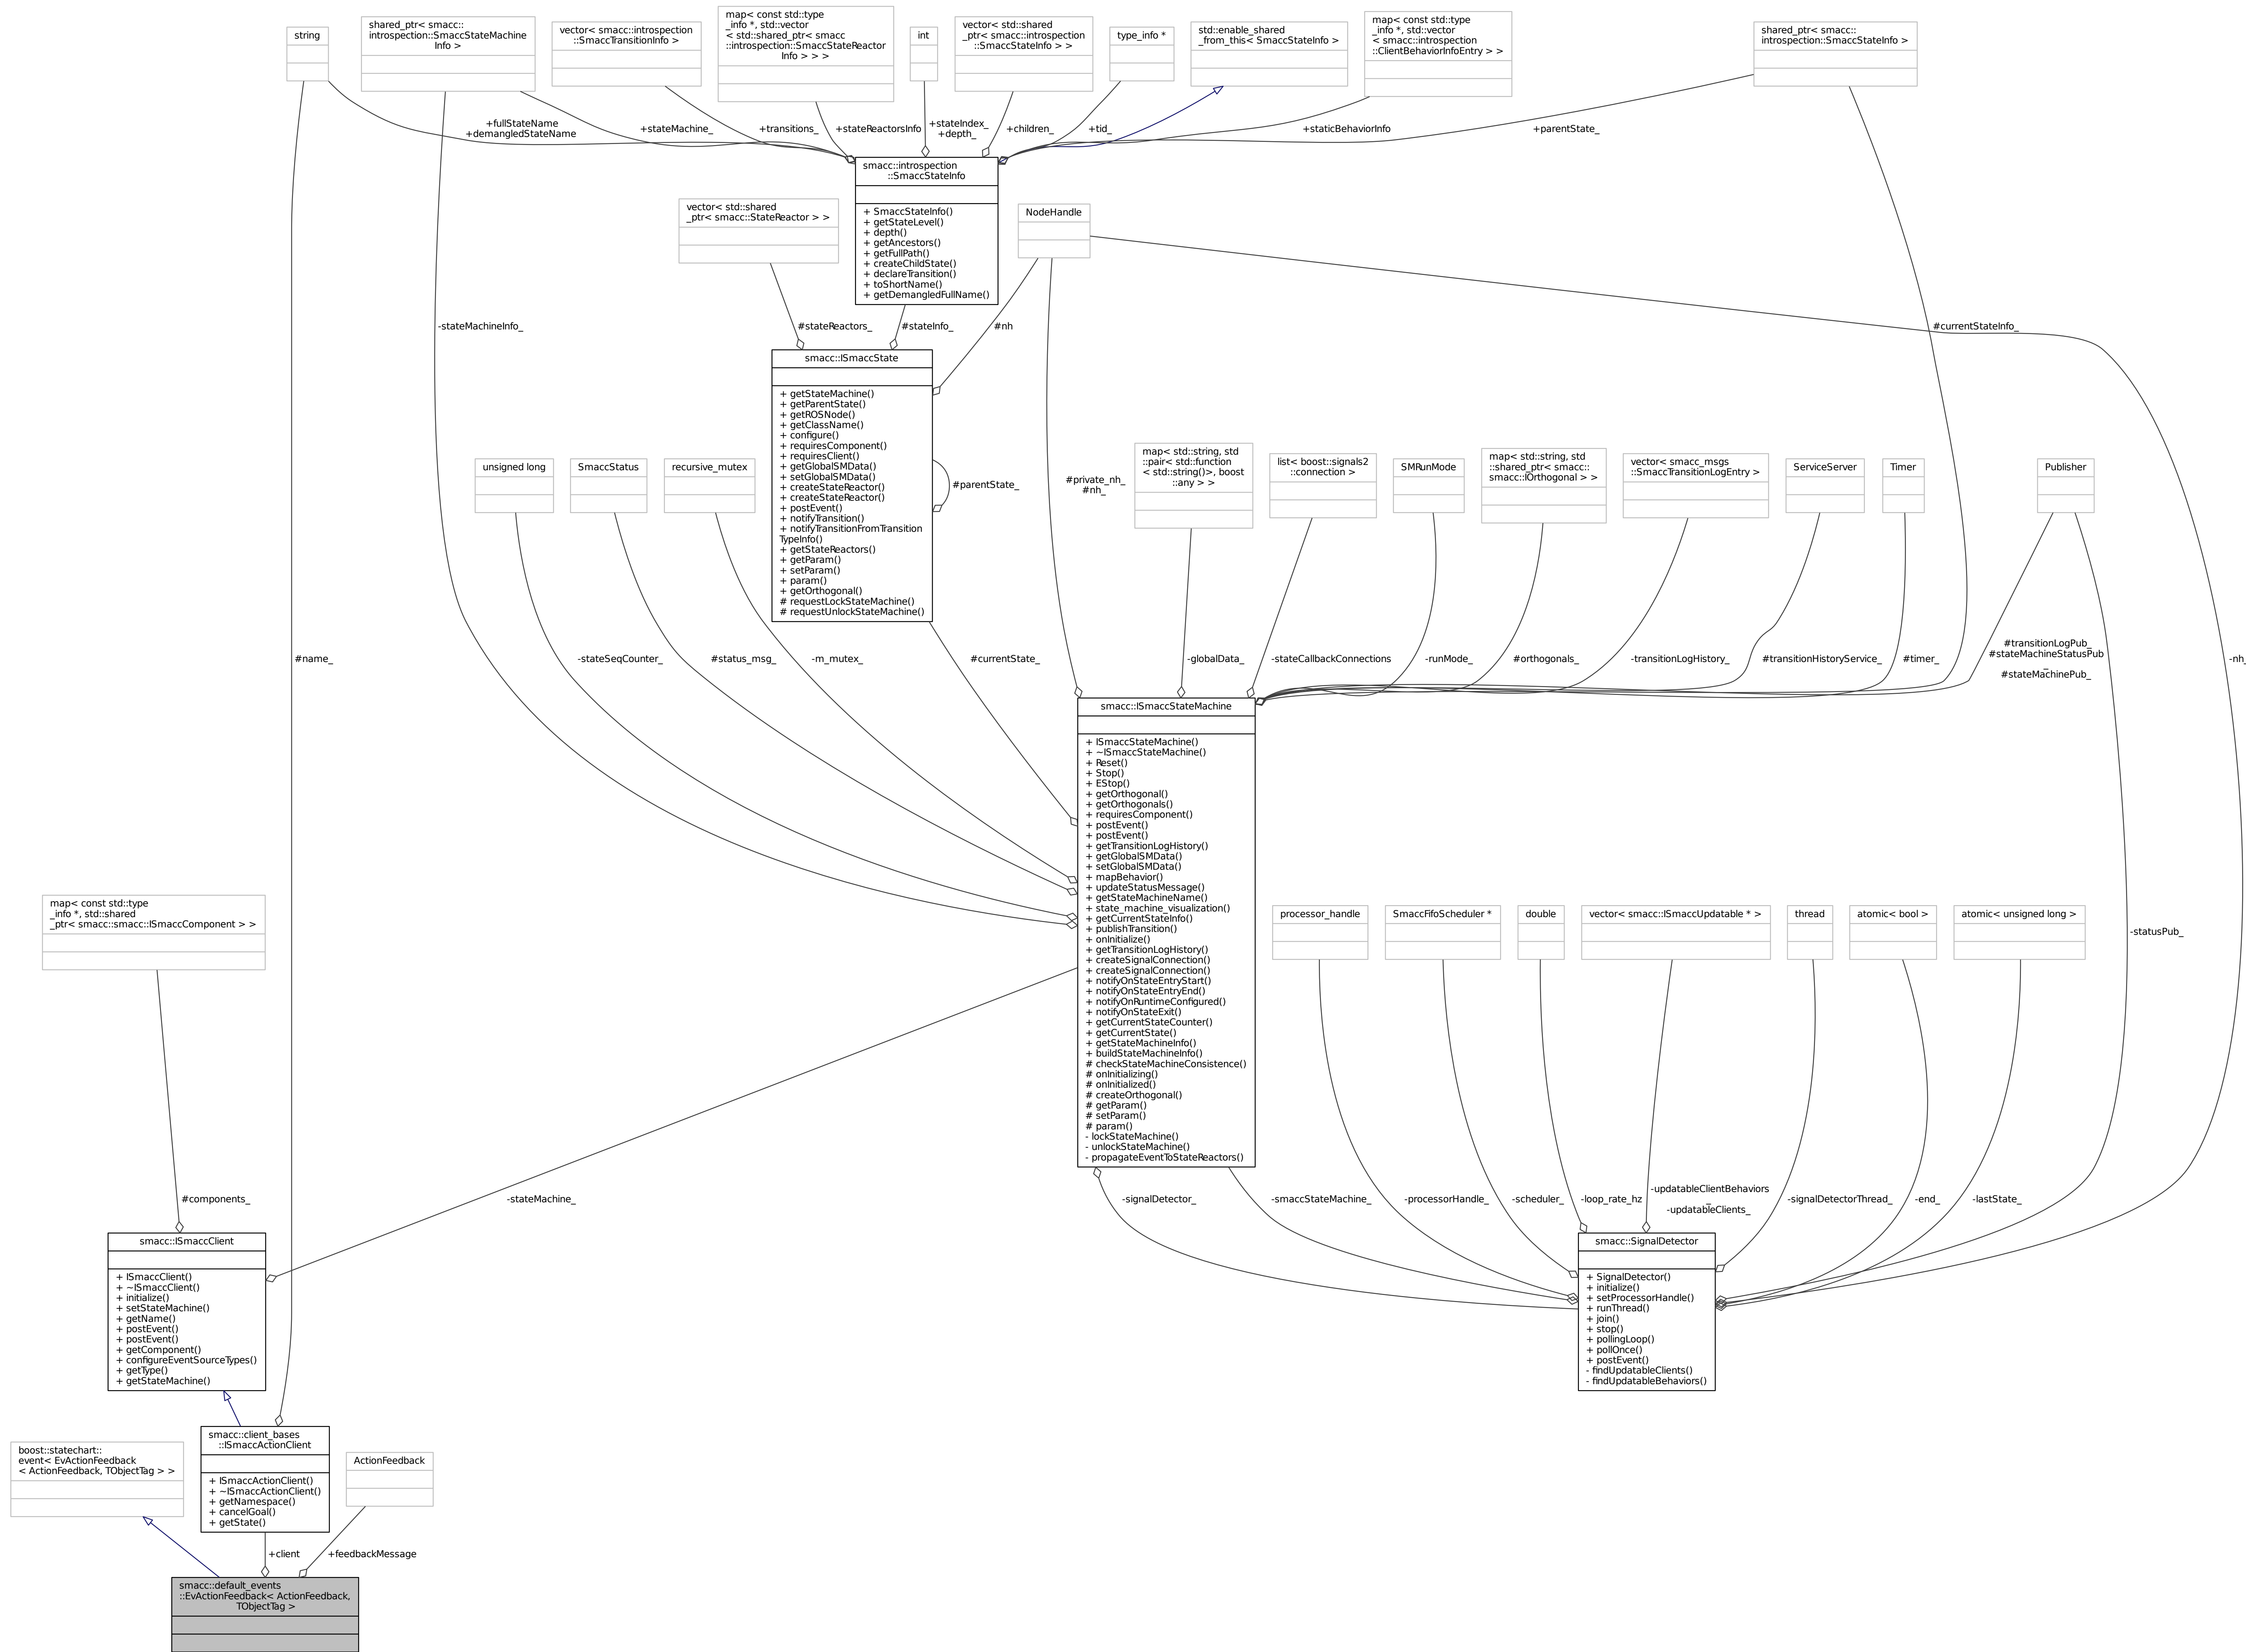 string
shared_ptr< smacc::
introspection::SmaccStateMachine
Info >
vector< smacc::introspection
::SmaccTransitionInfo >
map< const std::type
_info *, std::vector
< std::shared_ptr< smacc
::introspection::SmaccStateReactor
Info > > >
int
vector< std::shared
_ptr< smacc::introspection
::SmaccStateInfo > >
type_info *
std::enable_shared
_from_this< SmaccStateInfo >
map< const std::type
_info *, std::vector
< smacc::introspection
::ClientBehaviorInfoEntry > >
shared_ptr< smacc::
introspection::SmaccStateInfo >
+fullStateName
+demangledStateName
+stateMachine_
+transitions_
+stateReactorsInfo
+stateIndex_
+depth_
+children_
+tid_
+staticBehaviorInfo
+parentState_
smacc::introspection
::SmaccStateInfo
+ SmaccStateInfo()
+ getStateLevel()
+ depth()
+ getAncestors()
+ getFullPath()
+ createChildState()
+ declareTransition()
+ toShortName()
+ getDemangledFullName()
vector< std::shared
_ptr< smacc::StateReactor > >
NodeHandle
-stateMachineInfo_
#stateReactors_
#stateInfo_
#nh
#currentStateInfo_
smacc::ISmaccState
+ getStateMachine()
+ getParentState()
+ getROSNode()
+ getClassName()
+ configure()
+ requiresComponent()
+ requiresClient()
+ getGlobalSMData()
+ setGlobalSMData()
+ createStateReactor()
+ createStateReactor()
+ postEvent()
+ notifyTransition()
+ notifyTransitionFromTransition
TypeInfo()
+ getStateReactors()
+ getParam()
+ setParam()
+ param()
+ getOrthogonal()
# requestLockStateMachine()
# requestUnlockStateMachine()
#parentState_
#private_nh_
#nh_
unsigned long
SmaccStatus
recursive_mutex
map< std::string, std
::pair< std::function
< std::string()>, boost
::any > >
list< boost::signals2
::connection >
SMRunMode
map< std::string, std
::shared_ptr< smacc::
smacc::IOrthogonal > >
vector< smacc_msgs
::SmaccTransitionLogEntry >
ServiceServer
Timer
Publisher
#name_
-stateSeqCounter_
#status_msg_
-m_mutex_
#currentState_
-globalData_
-stateCallbackConnections
-runMode_
#orthogonals_
-transitionLogHistory_
#transitionHistoryService_
#timer_
#transitionLogPub_
#stateMachineStatusPub
_
#stateMachinePub_
-nh_
smacc::ISmaccStateMachine
+ ISmaccStateMachine()
+ ~ISmaccStateMachine()
+ Reset()
+ Stop()
+ EStop()
+ getOrthogonal()
+ getOrthogonals()
+ requiresComponent()
+ postEvent()
+ postEvent()
+ getTransitionLogHistory()
+ getGlobalSMData()
+ setGlobalSMData()
+ mapBehavior()
+ updateStatusMessage()
+ getStateMachineName()
+ state_machine_visualization()
+ getCurrentStateInfo()
+ publishTransition()
+ onInitialize()
+ getTransitionLogHistory()
+ createSignalConnection()
+ createSignalConnection()
+ notifyOnStateEntryStart()
+ notifyOnStateEntryEnd()
+ notifyOnRuntimeConfigured()
+ notifyOnStateExit()
+ getCurrentStateCounter()
+ getCurrentState()
+ getStateMachineInfo()
+ buildStateMachineInfo()
# checkStateMachineConsistence()
# onInitializing()
# onInitialized()
# createOrthogonal()
# getParam()
# setParam()
# param()
- lockStateMachine()
- unlockStateMachine()
- propagateEventToStateReactors()
map< const std::type
_info *, std::shared
_ptr< smacc::smacc::ISmaccComponent > >
processor_handle
SmaccFifoScheduler *
double
vector< smacc::ISmaccUpdatable * >
thread
atomic< bool >
atomic< unsigned long >
-statusPub_
#components_
-stateMachine_
-signalDetector_
-smaccStateMachine_
-processorHandle_
-scheduler_
-loop_rate_hz
-updatableClientBehaviors
_
-updatableClients_
-signalDetectorThread_
-end_
-lastState_
smacc::ISmaccClient
+ ISmaccClient()
+ ~ISmaccClient()
+ initialize()
+ setStateMachine()
+ getName()
+ postEvent()
+ postEvent()
+ getComponent()
+ configureEventSourceTypes()
+ getType()
+ getStateMachine()
smacc::SignalDetector
+ SignalDetector()
+ initialize()
+ setProcessorHandle()
+ runThread()
+ join()
+ stop()
+ pollingLoop()
+ pollOnce()
+ postEvent()
- findUpdatableClients()
- findUpdatableBehaviors()
boost::statechart::
event< EvActionFeedback
< ActionFeedback, TObjectTag > >
smacc::client_bases
::ISmaccActionClient
+ ISmaccActionClient()
+ ~ISmaccActionClient()
+ getNamespace()
+ cancelGoal()
+ getState()
ActionFeedback
+client
+feedbackMessage
smacc::default_events
::EvActionFeedback< ActionFeedback,
TObjectTag >